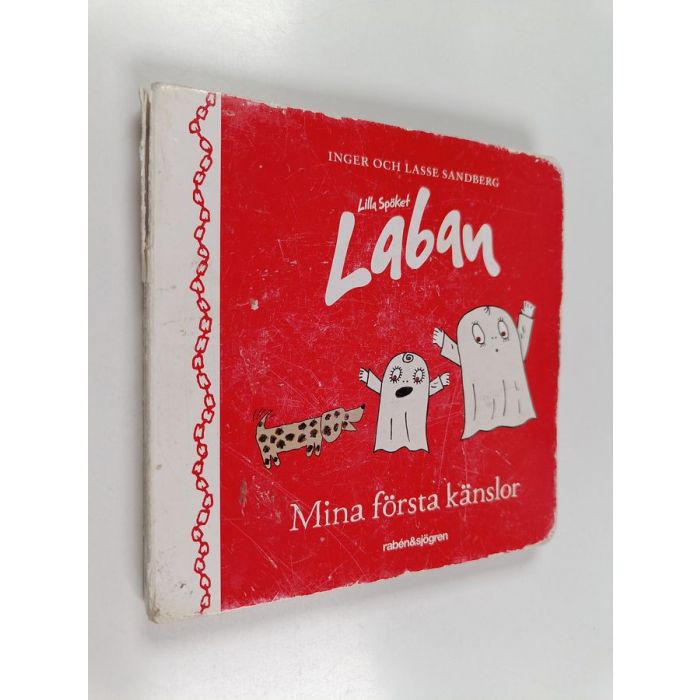 INGER OCH LASSE SANDBERG
Lilla Spöket
Laban
Mina första känslor
rabén&sjögren